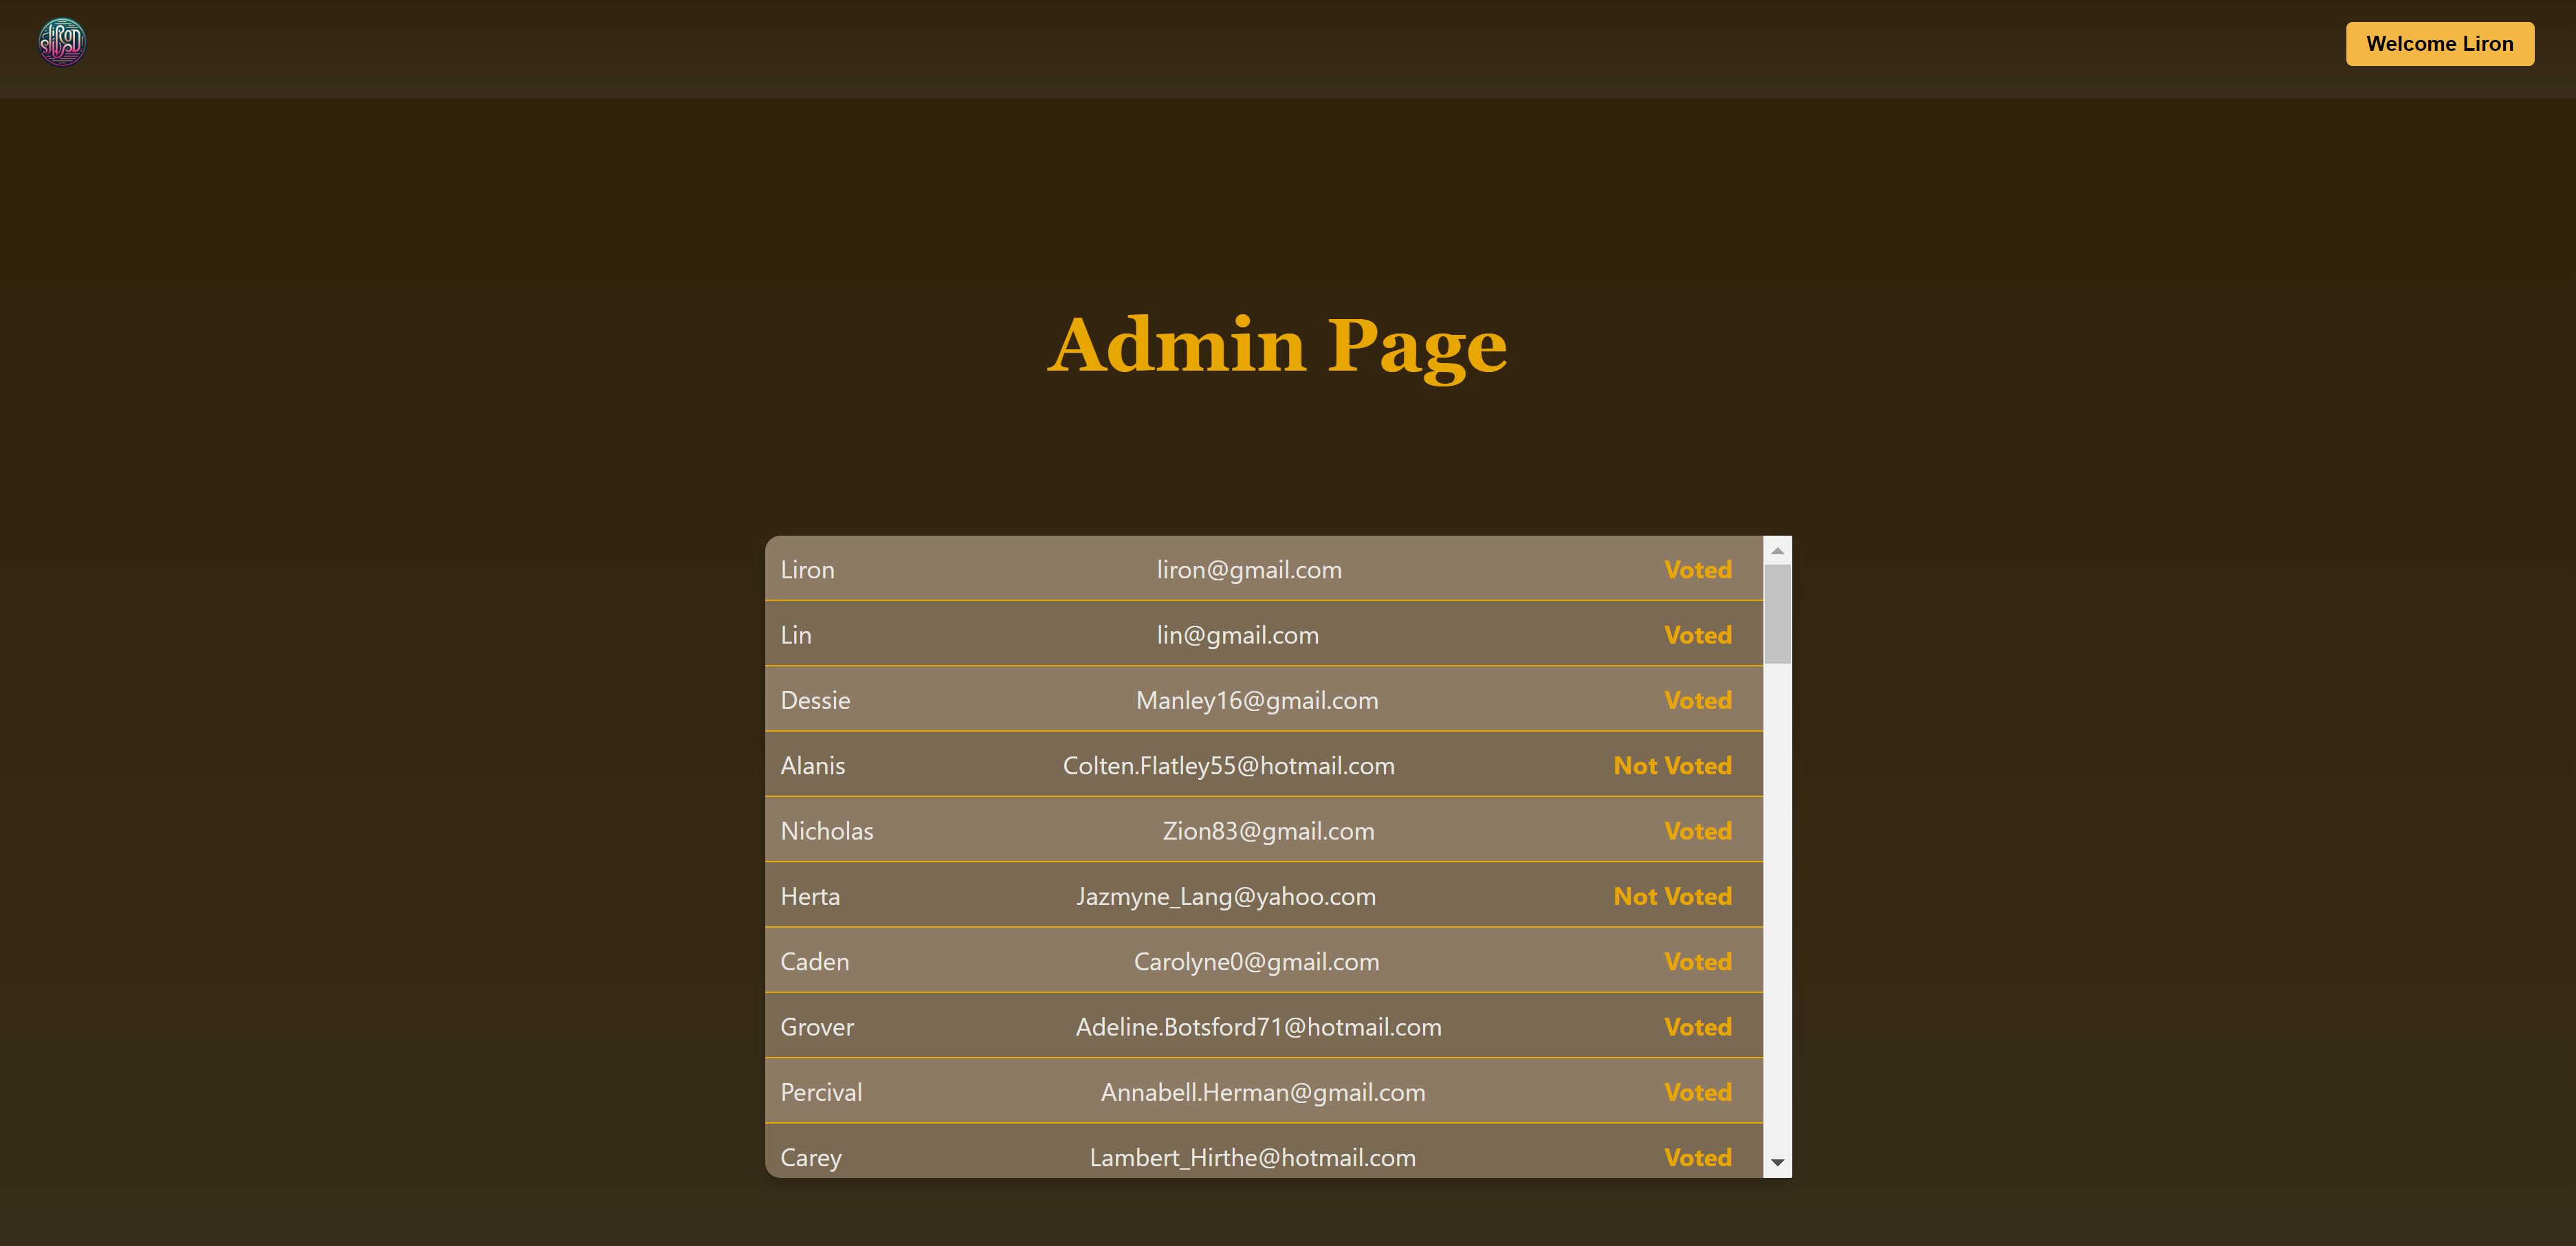 Welcome Liron
Admin Page
Liron liron@gmail.com Voted
Lin lin@gmail.com Voted
Dessie Manley16@gmail.com Voted
Alanis Colten.Flatley55@hotmail.com Not Voted
Nicholas Zion83@gmail.com Voted
Herta Jazmyne_Lang@yahoo.com Not Voted
Caden Carolyne0@gmail.com Voted
Grover Adeline.Botsford71@hotmail.com Voted
Percival Annabell.Herman@gmail.com Voted
Carey Lambert_Hirthe@hotmail.com Voted